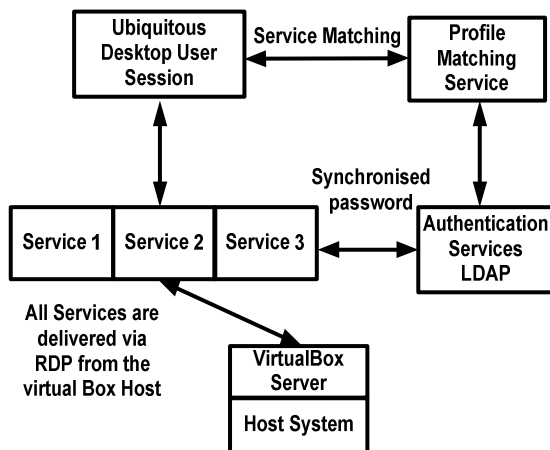 Ubiquitous
Desktop User
Session
Service Matching
Profile
Matching
Service
Synchronised
password
Service 1
Service 2
Service 3
Authentication
Services
LDAP
All Services are
delivered via
RDP from the
virtual Box Host
VirtualBox
Server
Host System